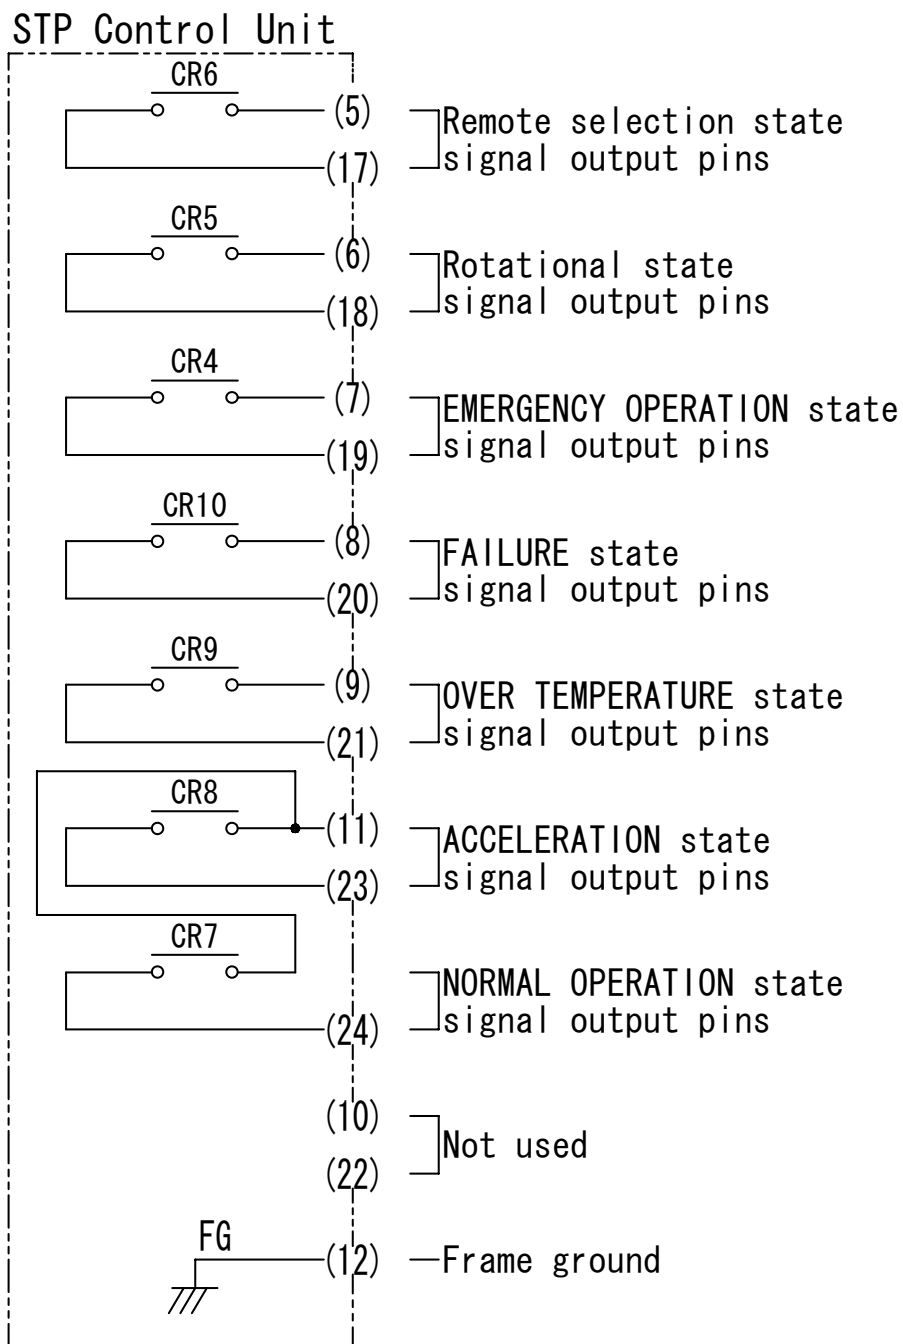 STP Control Unit
CR6
(5)
Remote selection state
signal output pins
(17)
CR5
(6)
Rotational state
signal output pins
(18)
CR4
(7)
EMERGENCY OPERATION state
signal output pins
(19)
CR10
(8)
FAILURE state
signal output pins
(20)
CR9
(9)
OVER TEMPERATURE state
signal output pins
(21)
CR8
(11)
ACCELERATION state
signal output pins
(23)
CR7
NORMAL OPERATION state
signal output pins
(24)
(10)
Not used
(22)
FG
(12)
Frame ground